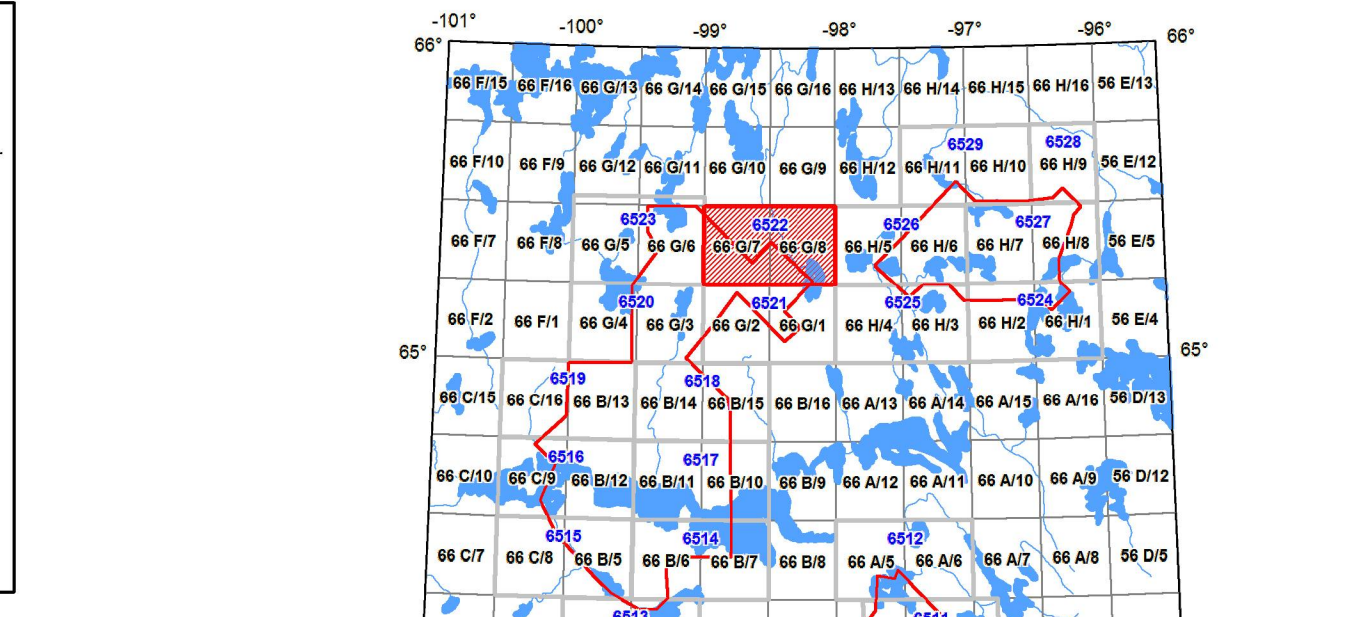 -101° -100° -99° -98° -97° -96°
66° 66°
66 F/15 66 F/16 66 G/13 66 G/14 66 G/15 66 G/16 66 H/13 66 H/14 66 H/15 66 H/16 56 E/13
6529 6528
66 F/10 66 F/9 66 G/12 66 G/11 66 G/10 66 G/9 66 H/12 66 H/11 66 H/10 66 H/9 56 E/12
6523 6522 6526 6527
66 F/7 66 F/8 66 G/5 66 G/6 66 G/7 66 G/8 66 H/5 66 H/6 66 H/7 66 H/8 56 E/5
6520 6521 6525 6524
66 F/2 66 F/1 66 G/4 66 G/3 66 G/2 66 G/1 66 H/4 66 H/3 66 H/2 66 H/1 56 E/4
65° 65°
6519 6518
66 C/15 66 C/16 66 B/13 66 B/14 66 B/15 66 B/16 66 A/13 66 A/14 66 A/15 66 A/16 56 D/13
6516 6517
66 C/10 66 C/9 66 B/12 66 B/11 66 B/10 66 B/9 66 A/12 66 A/11 66 A/10 66 A/9 56 D/12
6515 6514 6512
66 C/7 66 C/8 66 B/5 66 B/6 66 B/7 66 B/8 66 A/5 66 A/6 66 A/7 66 A/8 56 D/5
6513 6511